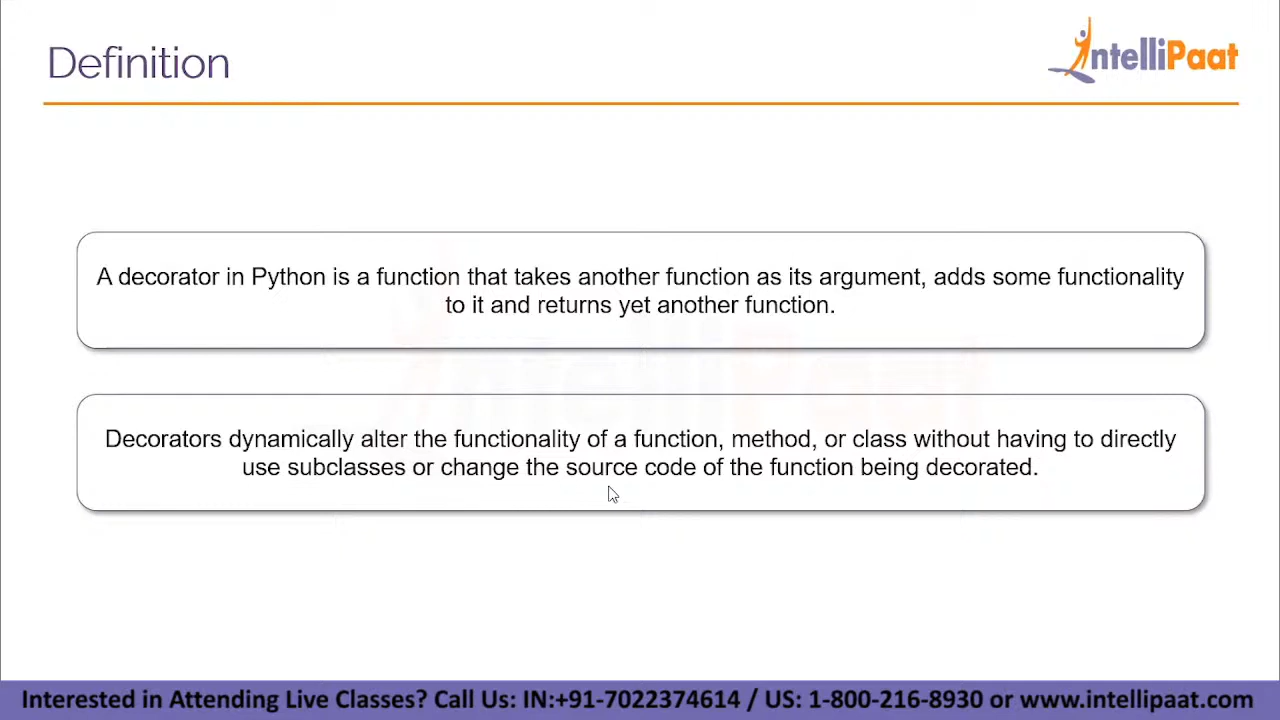 Definition
IntelliPaat
A decorator in Python is a function that takes another function as its argument, adds some functionality
to it and returns yet another function.
Decorators dynamically alter the functionality of a function, method, or class without having to directly
use subclasses or change the source code of the function being decorated.
Interested in Attending Live Classes? Call Us: IN:+91-7022374614 / US: 1-800-216-8930 or www.intellipaat.com